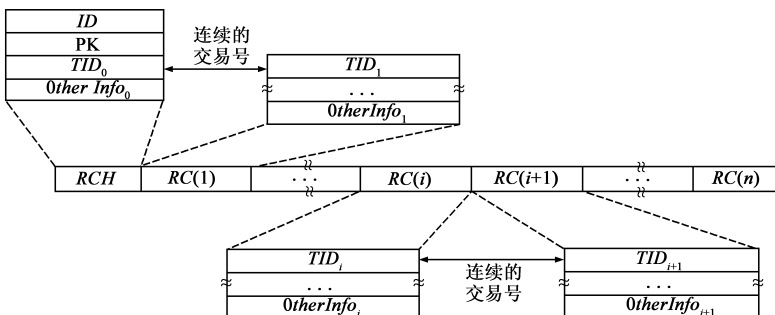 ID
PK
TID₀
0ther Info₀
连续的
交易号
TID₁
...
0therInfo₁
RCH RC(1) ... RC(i) RC(i+1) ... RC(n)
TIDᵢ
...
0therInfoᵢ
连续的
交易号
TIDᵢ₊₁
...
0therInfoᵢ₊₁